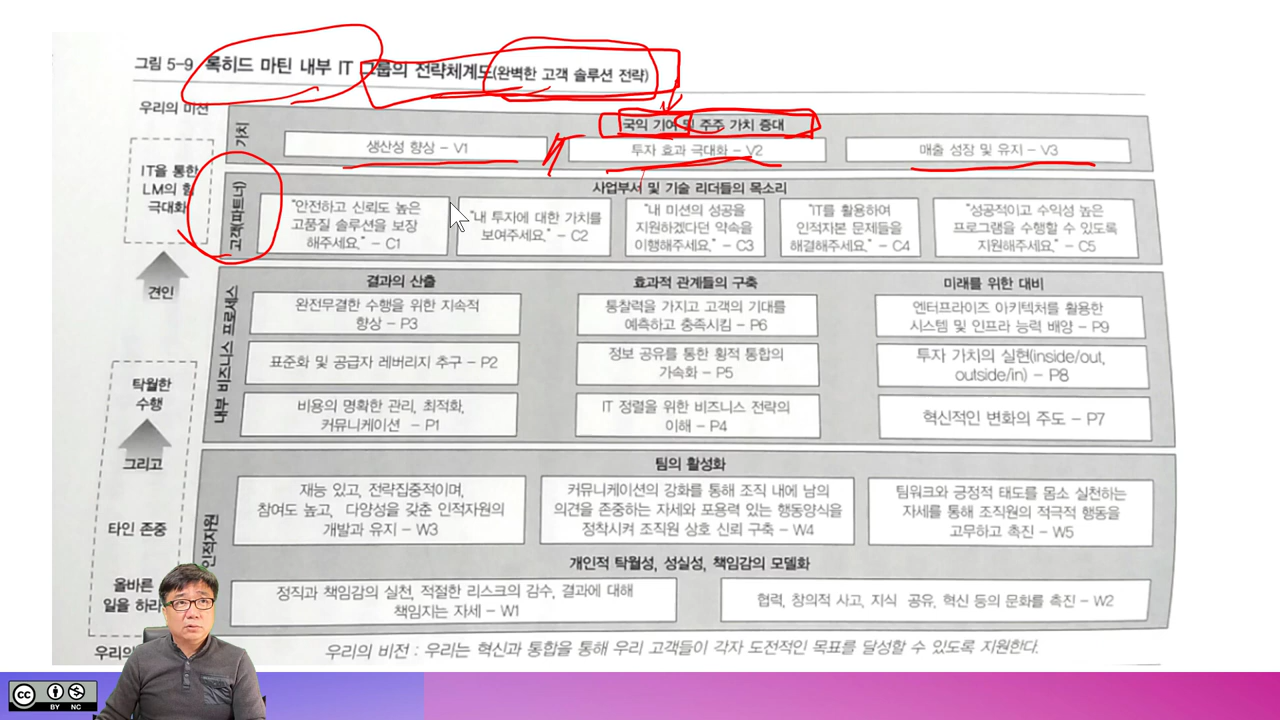 그림 5-9 록히드 마틴 내부 IT 그룹의 전략체계도(완벽한 고객 솔루션 전략)
우리의 미션
IT을 통한
LM의 힘
극대화
견인
탁월한
수행
그리고
타인 존중
올바른
일을 하라
우리의
가치
국익 기여 및 주주 가치 증대
생산성 향상 – V1
투자 효과 극대화 – V2
매출 성장 및 유지 – V3
고객(파트너)
사업부서 및 기술 리더들의 목소리
"안전하고 신뢰도 높은
고품질 솔루션을 보장
해주세요." – C1
"내 투자에 대한 가치를
보여주세요." – C2
"내 미션의 성공을
지원하겠다던 약속을
이행해주세요." – C3
"IT를 활용하여
인적자본 문제들을
해결해주세요." – C4
"성공적이고 수익성 높은
프로그램을 수행할 수 있도록
지원해주세요." – C5
내부 비즈니스 프로세스
결과의 산출
완전무결한 수행을 위한 지속적
향상 – P3
표준화 및 공급자 레버리지 추구 – P2
비용의 명확한 관리, 최적화,
커뮤니케이션 – P1
효과적 관계들의 구축
통찰력을 가지고 고객의 기대를
예측하고 충족시킴 – P6
정보 공유를 통한 횡적 통합의
가속화 – P5
IT 정렬을 위한 비즈니스 전략의
이해 – P4
미래를 위한 대비
엔터프라이즈 아키텍처를 활용한
시스템 및 인프라 능력 배양 – P9
투자 가치의 실현(inside/out,
outside/in) – P8
혁신적인 변화의 주도 – P7
인적자원
팀의 활성화
재능 있고, 전략집중적이며,
참여도 높고, 다양성을 갖춘 인적자원의
개발과 유지 – W3
커뮤니케이션의 강화를 통해 조직 내에 남의
의견을 존중하는 자세와 포용력 있는 행동양식을
정착시켜 조직원 상호 신뢰 구축 – W4
팀워크와 긍정적 태도를 몸소 실천하는
자세를 통해 조직원의 적극적 행동을
고무하고 촉진 – W5
개인적 탁월성, 성실성, 책임감의 모델화
정직과 책임감의 실천, 적절한 리스크의 감수, 결과에 대해
책임지는 자세 – W1
협력, 창의적 사고, 지식 공유, 혁신 등의 문화를 촉진 – W2
우리의 비전 : 우리는 혁신과 통합을 통해 우리 고객들이 각자 도전적인 목표를 달성할 수 있도록 지원한다.
CC
BY NC